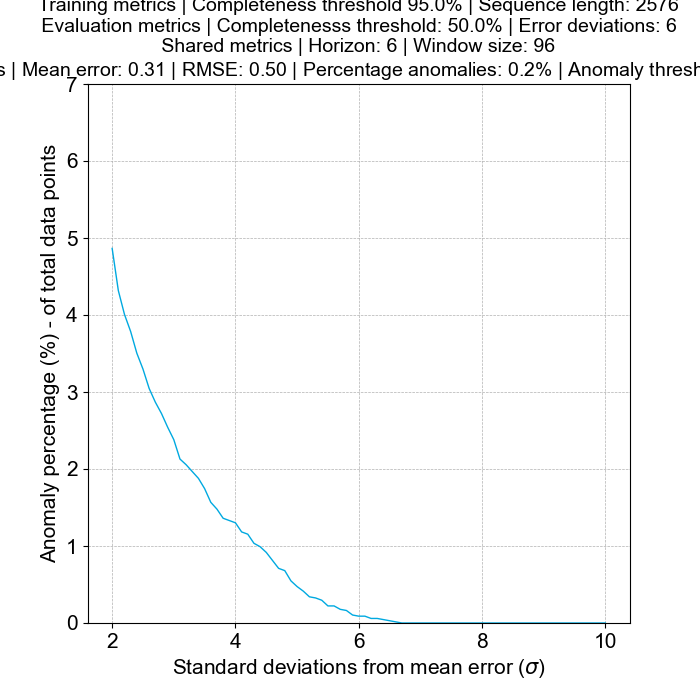 Training metrics | Completeness threshold 95.0% | Sequence length: 2576
Evaluation metrics | Completenesss threshold: 50.0% | Error deviations: 6
Shared metrics | Horizon: 6 | Window size: 96
s | Mean error: 0.31 | RMSE: 0.50 | Percentage anomalies: 0.2% | Anomaly thresh
7
6
5
4
3
2
1
0
Anomaly percentage (%) - of total data points
2 4 6 8 10
Standard deviations from mean error (σ)